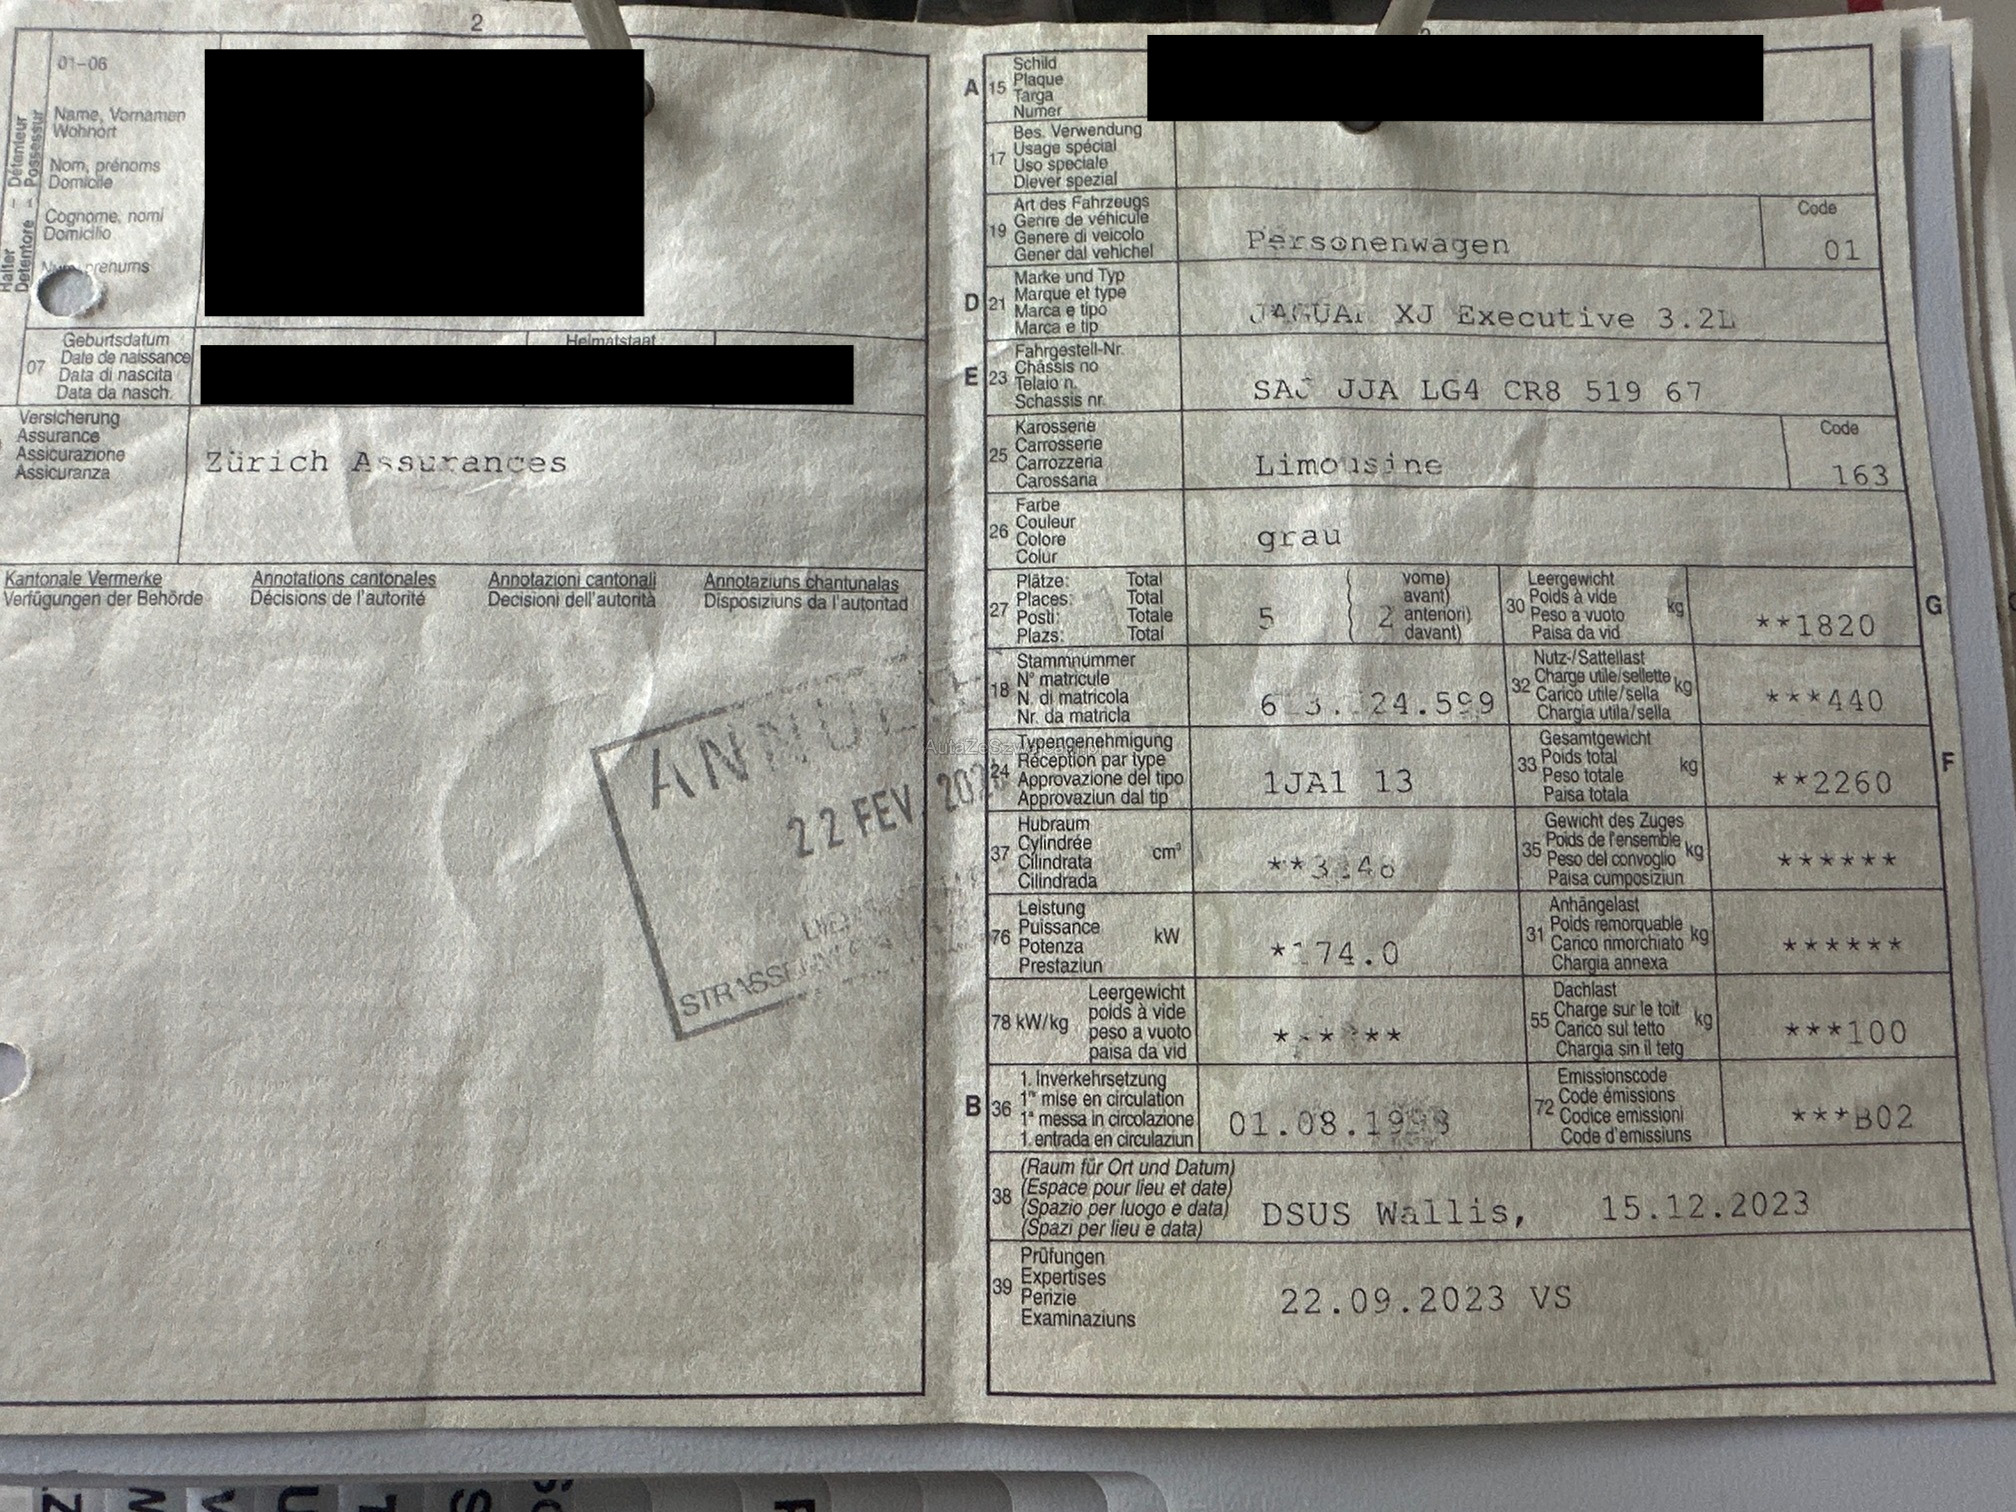 2
01-06
Name, Vornamen
Wohnort
Nom, prénoms
Domicile
Cognome, nomi
Domicilio
prenums
Halter – Détenteur
Detentore – Possessur
07
Geburtsdatum
Date de naissance
Data di nascita
Data da nasch.
Heimatstaat
Versicherung
Assurance
Assicurazione
Assicuranza
Zürich Assurances
Kantonale Vermerke
Verfügungen der Behörde
Annotations cantonales
Décisions de l'autorité
Annotazioni cantonali
Decisioni dell'autorità
Annotaziuns chantunalas
Disposiziuns da l'autoritad
22 FEV.
A 15
Schild
Plaque
Targa
Numer
17
Bes. Verwendung
Usage spécial
Uso speciale
Diever spezial
19
Art des Fahrzeugs
Genre de véhicule
Genere di veicolo
Gener dal vehichel
Personenwagen
Code
01
D 21
Marke und Typ
Marque et type
Marca e tipo
Marca e tip
JAGUAR XJ Executive 3.2L
E 23
Fahrgestell-Nr.
Châssis no
Telaio n.
Schassis nr.
SAJ JJA LG4 CR8 519 67
25
Karosserie
Carrosserie
Carrozzeria
Carossaria
Limousine
Code
163
26
Farbe
Couleur
Colore
Colur
grau
27
Plätze: Total
Places: Total
Posti: Totale
Plazs: Total
5
2
vorne)
avant)
anteriori)
davant)
30
Leergewicht
Poids à vide
Peso a vuoto
Paisa da vid
kg
**1820
G
18
Stammnummer
N° matricule
N. di matricola
Nr. da matricla
24.599
32
Nutz-/Sattellast
Charge utile/sellette
Carico utile/sella
Chargia utila/sella
kg
***440
24
Typengenehmigung
Réception par type
Approvazione del tipo
Approvaziun dal tip
1JA1 13
33
Gesamtgewicht
Poids total
Peso totale
Paisa totala
kg
**2260
F
37
Hubraum
Cylindrée
Cilindrata
Cilindrada
cm³
35
Gewicht des Zuges
Poids de l'ensemble
Peso del convoglio
Paisa cumposiziun
kg
******
76
Leistung
Puissance
Potenza
Prestaziun
kW
*174.0
31
Anhängelast
Poids remorquable
Carico rimorchiato
Chargia annexa
kg
******
78 kW/kg
Leergewicht
poids à vide
peso a vuoto
paisa da vid
******
55
Dachlast
Charge sur le toit
Carico sul tetto
Chargia sin il tetg
kg
***100
B 36
1. Inverkehrsetzung
1re mise en circulation
1a messa in circolazione
1. entrada en circulaziun
01.08.1998
72
Emissionscode
Code émissions
Codice emissioni
Code d'emissiuns
***B02
38
(Raum für Ort und Datum)
(Espace pour lieu et date)
(Spazio per luogo e data)
(Spazi per lieu e data)
DSUS Wallis, 15.12.2023
39
Prüfungen
Expertises
Perizie
Examinaziuns
22.09.2023 VS